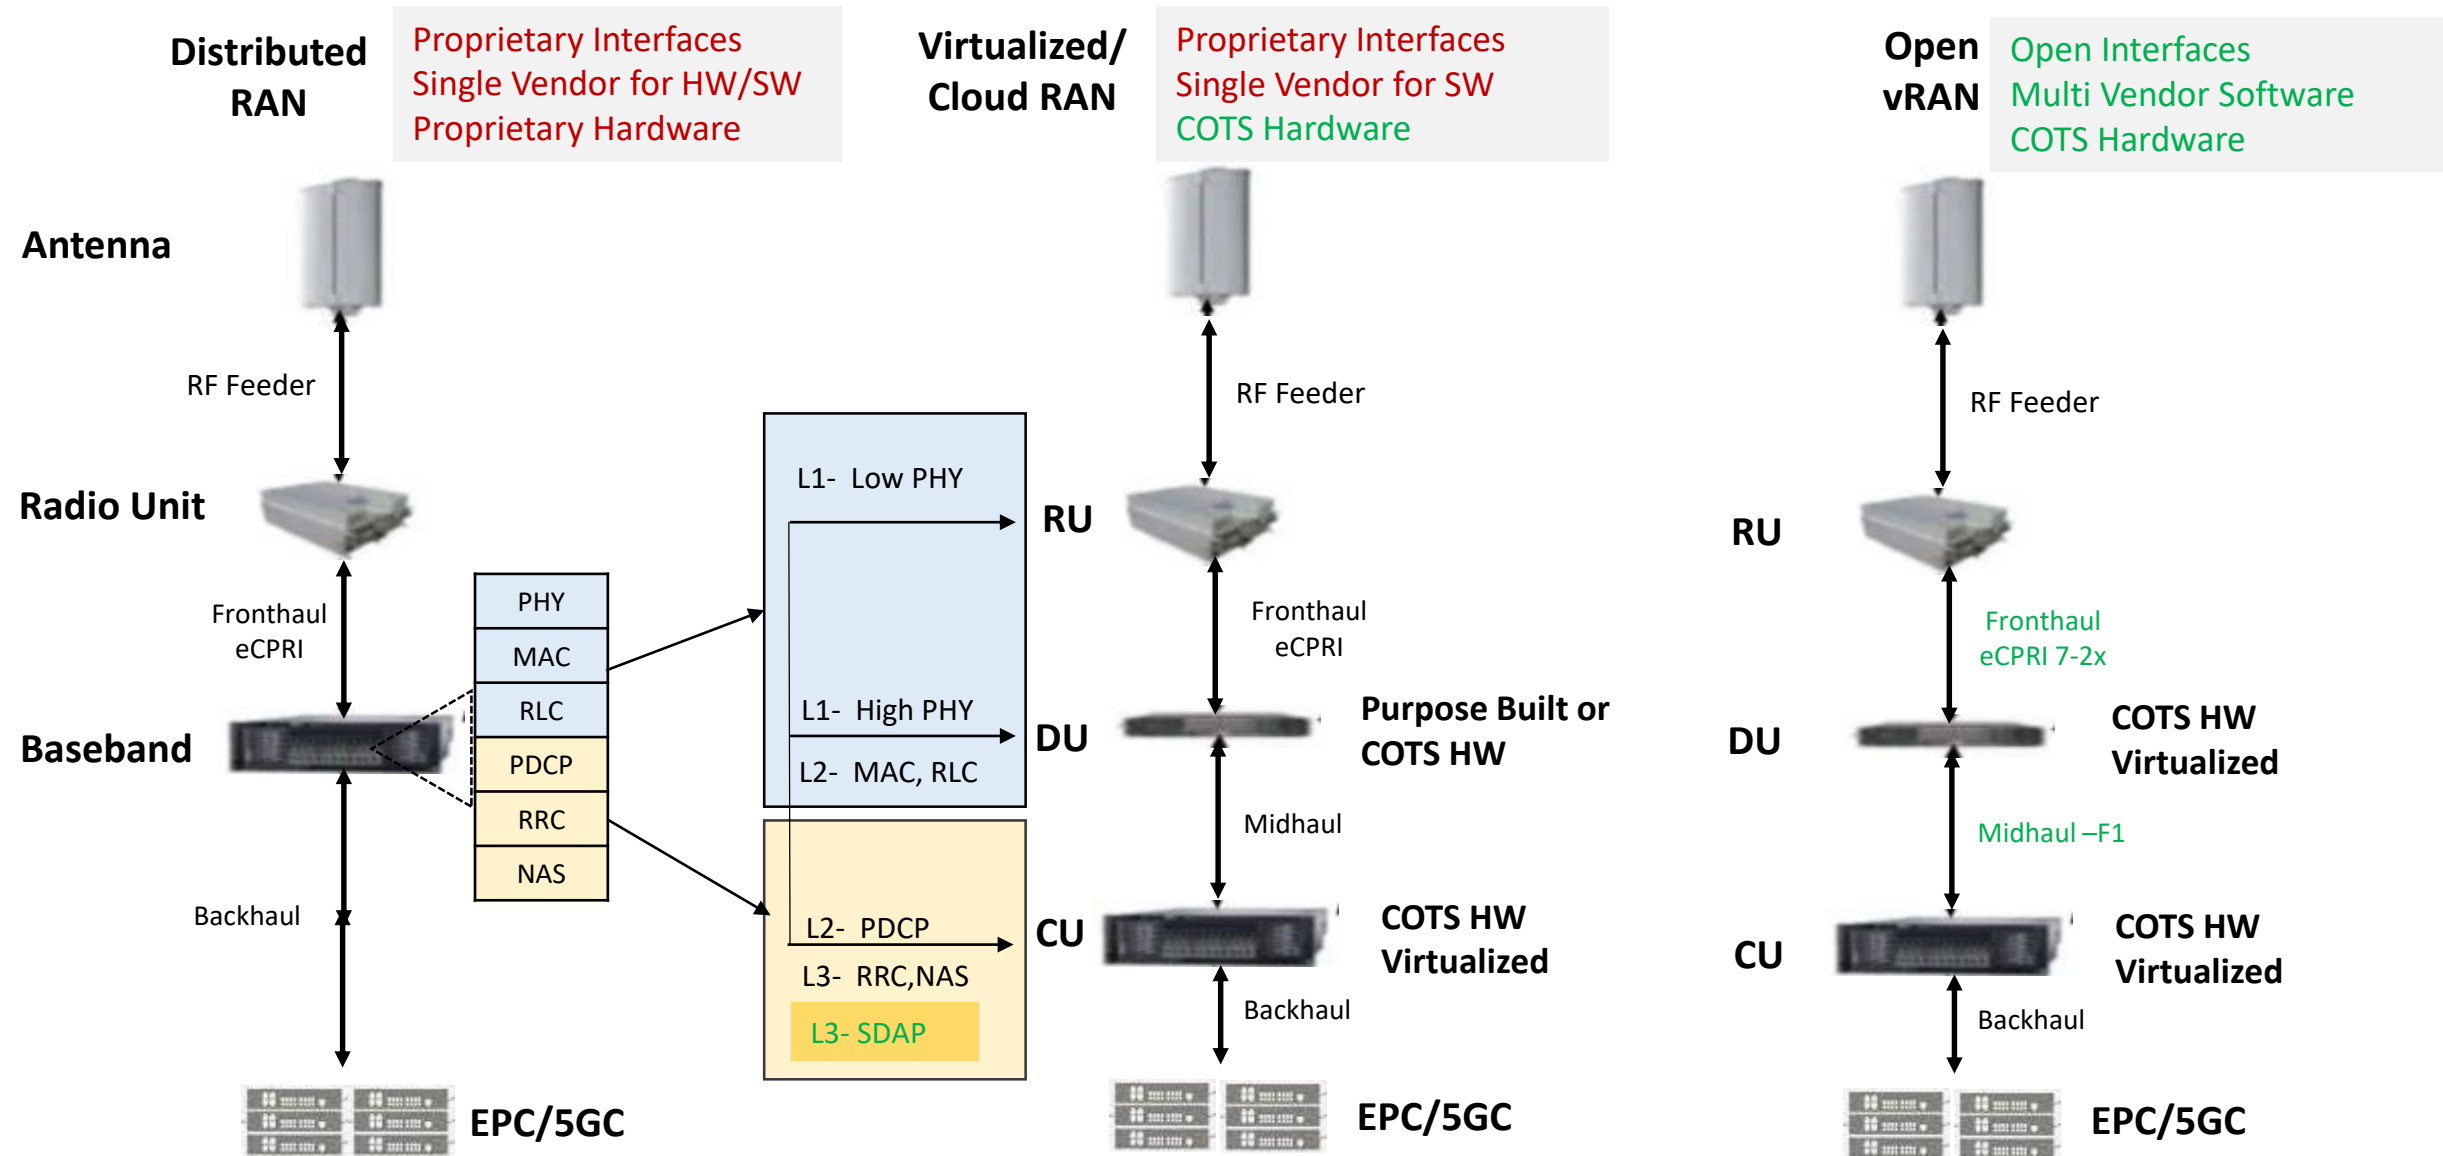 Distributed
RAN
Proprietary Interfaces
Single Vendor for HW/SW
Proprietary Hardware
Virtualized/
Cloud RAN
Proprietary Interfaces
Single Vendor for SW
COTS Hardware
Open
vRAN
Open Interfaces
Multi Vendor Software
COTS Hardware
Antenna
RF Feeder
Radio Unit
Fronthaul
eCPRI
Baseband
Backhaul
EPC/5GC
PHY
MAC
RLC
PDCP
RRC
NAS
L1- Low PHY
L1- High PHY
L2- MAC, RLC
L2- PDCP
L3- RRC,NAS
L3- SDAP
RF Feeder
RU
Fronthaul
eCPRI
DU
Purpose Built or
COTS HW
Midhaul
CU
COTS HW
Virtualized
Backhaul
EPC/5GC
RF Feeder
RU
Fronthaul
eCPRI 7-2x
DU
COTS HW
Virtualized
Midhaul –F1
CU
COTS HW
Virtualized
Backhaul
EPC/5GC